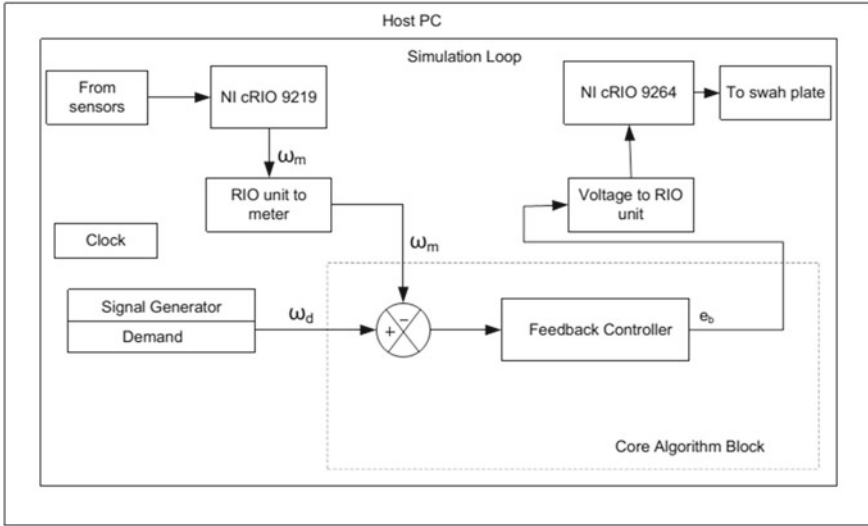 Host PC
Simulation Loop
From
sensors
NI cRIO 9219
NI cRIO 9264
To swah plate
ωm
RIO unit to
meter
Voltage to RIO
unit
Clock
ωm
Signal Generator
Demand
ωd
+
−
Feedback Controller
eb
Core Algorithm Block